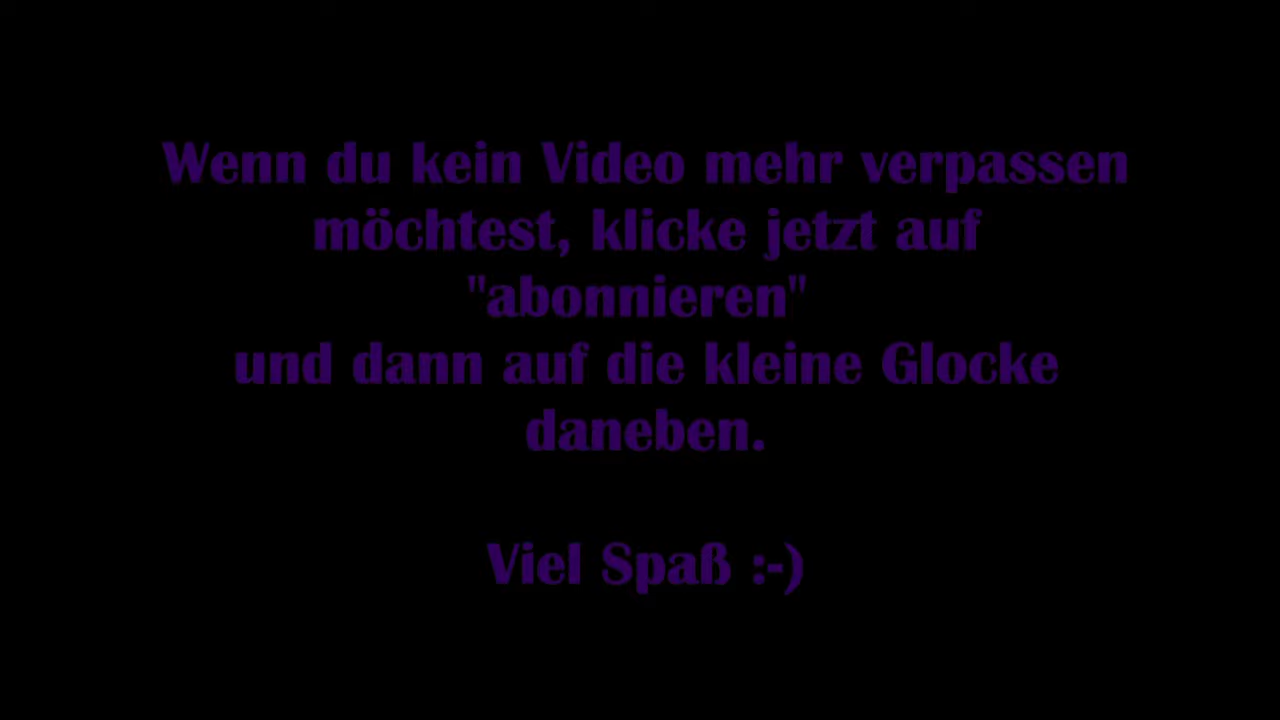 Wenn du kein Video mehr verpassen
möchtest, klicke jetzt auf
"abonnieren"
und dann auf die kleine Glocke
daneben.
Viel Spaß :-)